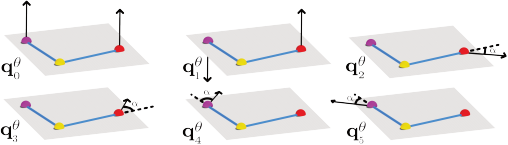 q_0^θ
q_1^θ
q_2^θ α
q_3^θ α
q_4^θ α
q_5^θ α